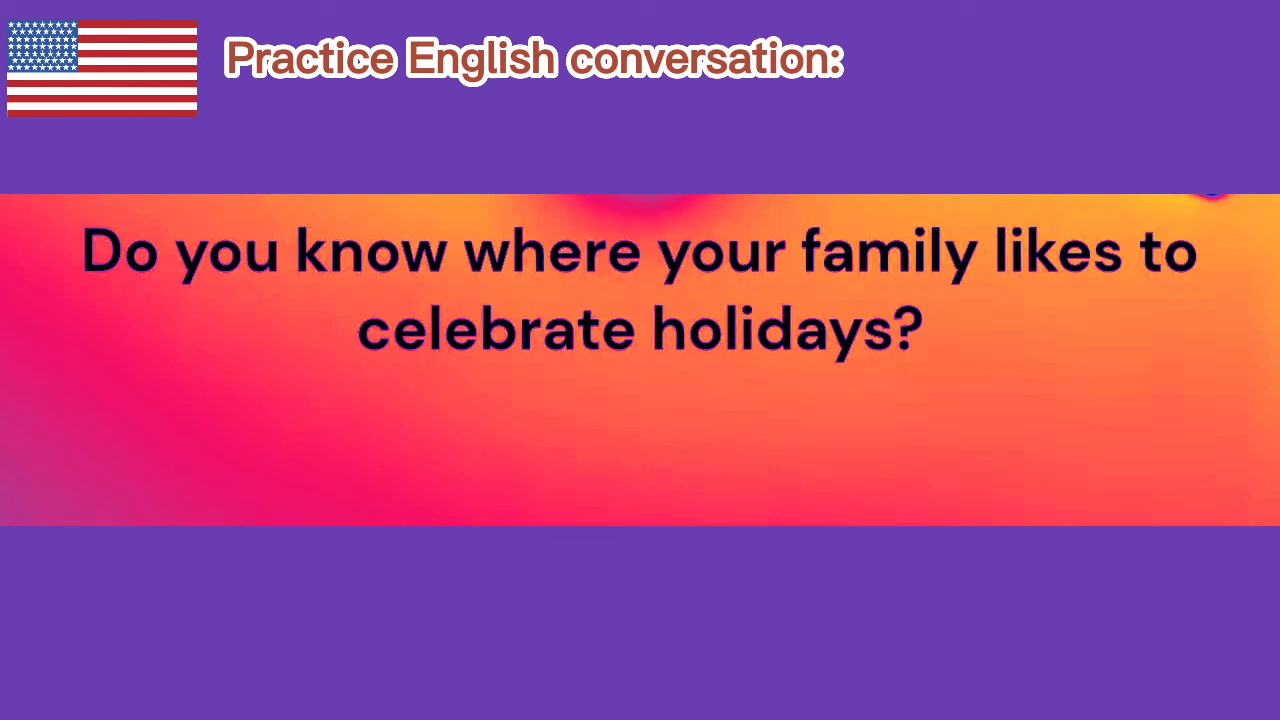 Practice English conversation:
Do you know where your family likes to
celebrate holidays?